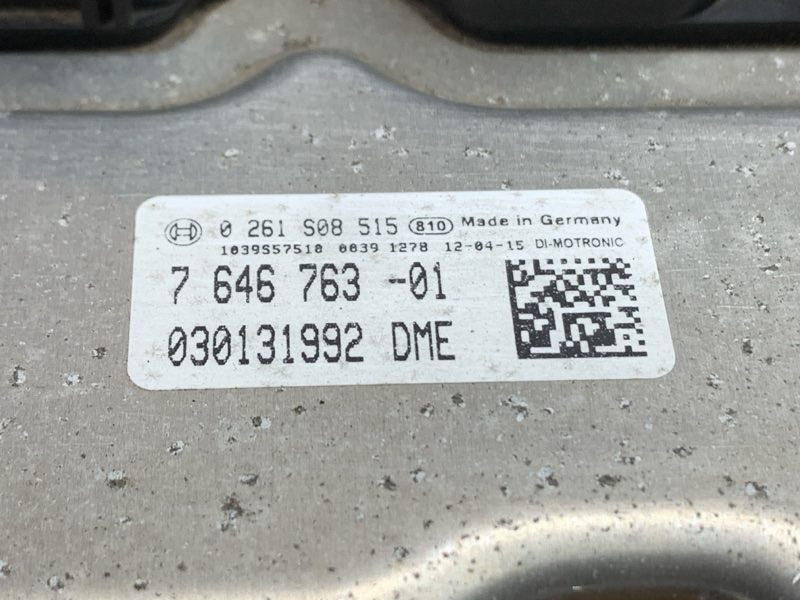 0 261 S08 515 810 Made in Germany
1039S57518 0039 1278 12-04-15 DI-MOTRONIC
7 646 763 -01
030131992 DME